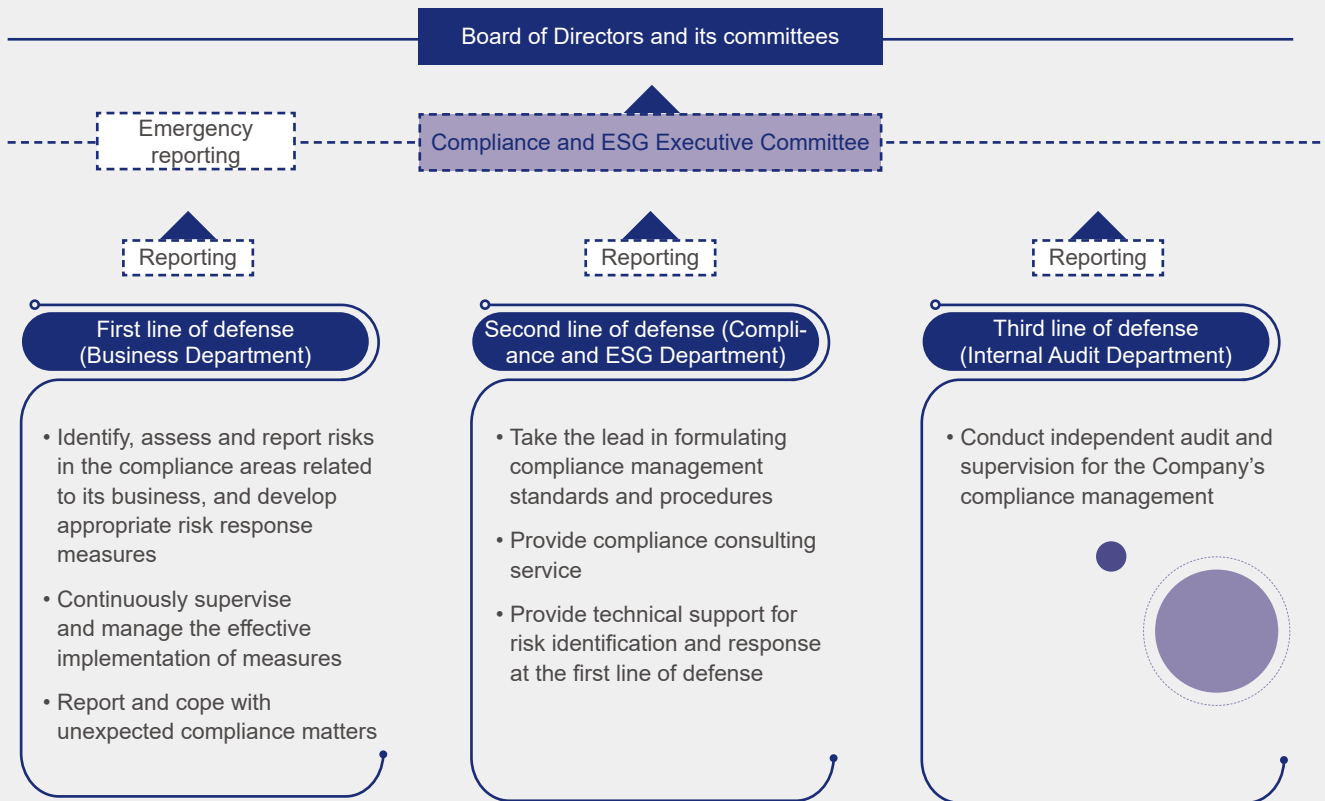 Board of Directors and its committees
Emergency
reporting
Compliance and ESG Executive Committee
Reporting
Reporting
Reporting
First line of defense
(Business Department)
• Identify, assess and report risks
in the compliance areas related
to its business, and develop
appropriate risk response
measures
• Continuously supervise
and manage the effective
implementation of measures
• Report and cope with
unexpected compliance matters
Second line of defense (Compli-
ance and ESG Department)
• Take the lead in formulating
compliance management
standards and procedures
• Provide compliance consulting
service
• Provide technical support for
risk identification and response
at the first line of defense
Third line of defense
(Internal Audit Department)
• Conduct independent audit and
supervision for the Company’s
compliance management